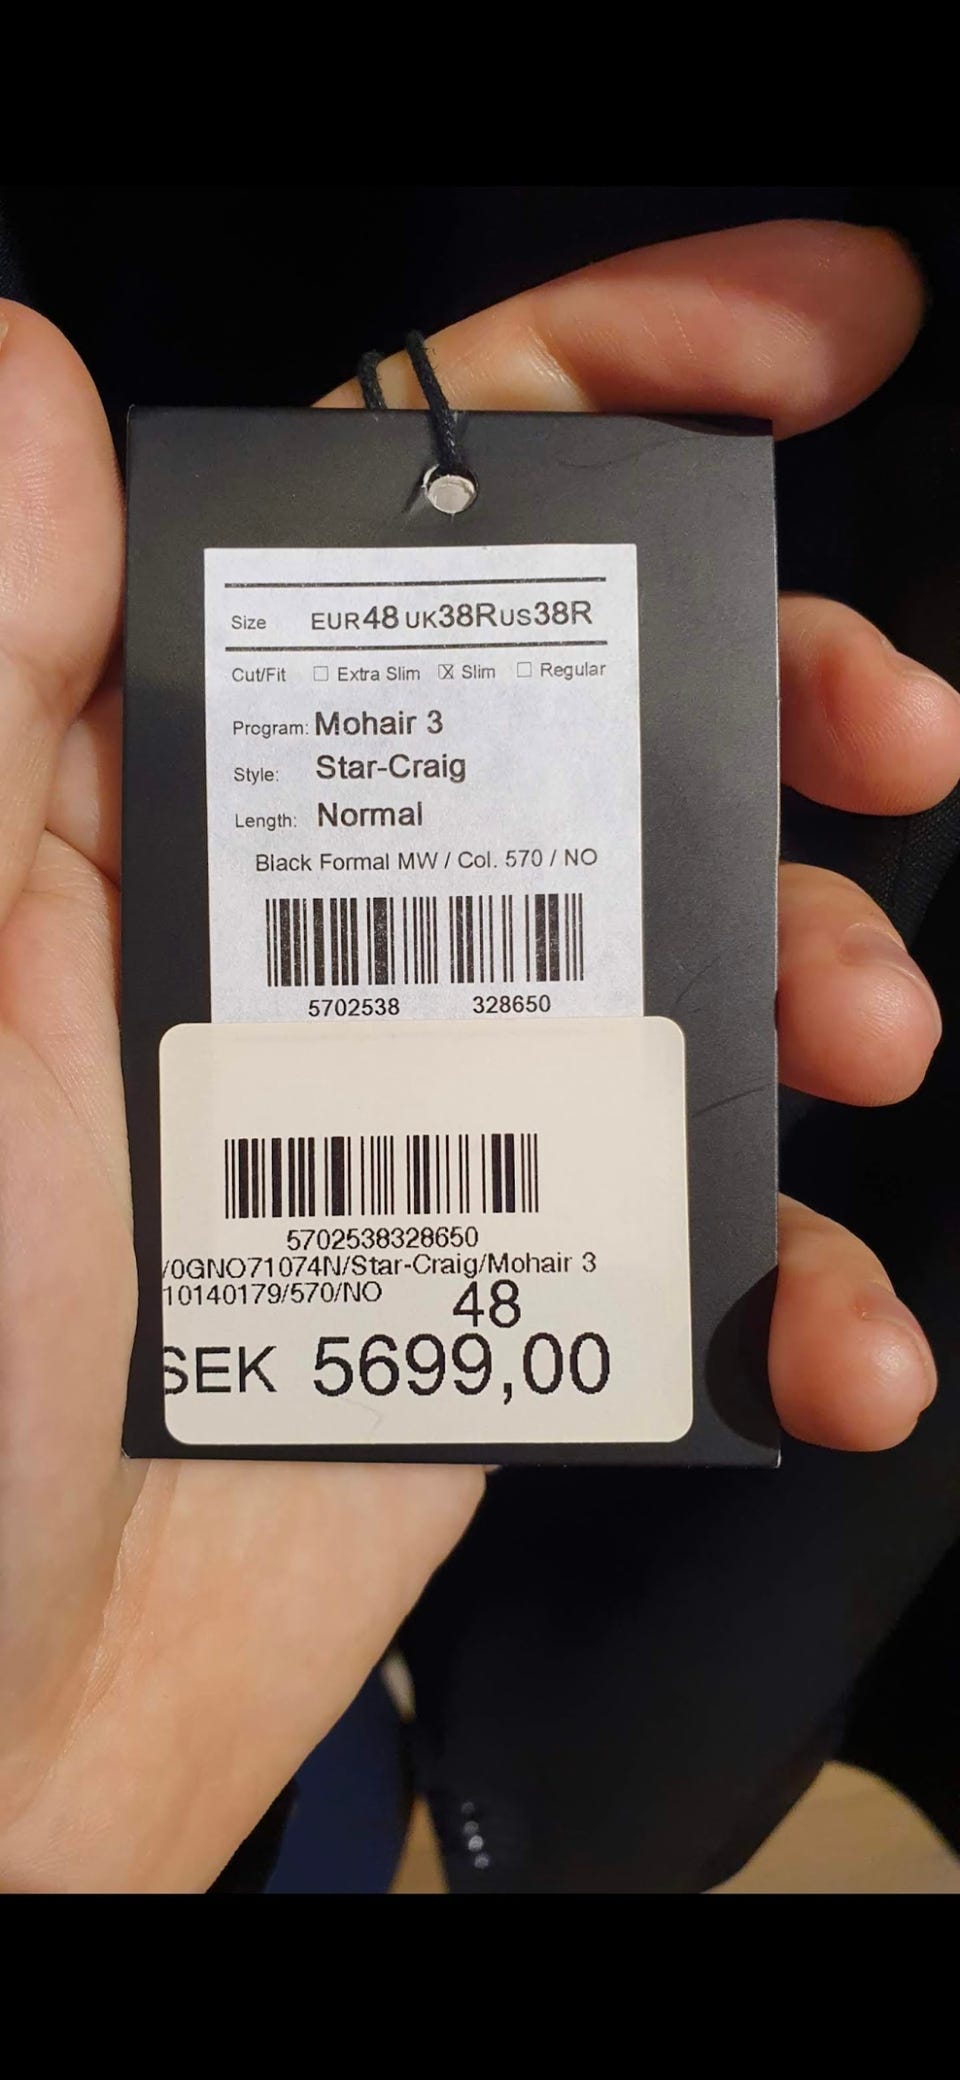 Size EUR48 UK38R US38R
Cut/Fit ☐ Extra Slim ☒ Slim ☐ Regular
Program: Mohair 3
Style: Star-Craig
Length: Normal
Black Formal MW / Col. 570 / NO
5702538 328650
5702538328650
/0GNO71074N/Star-Craig/Mohair 3
10140179/570/NO 48
SEK 5699,00